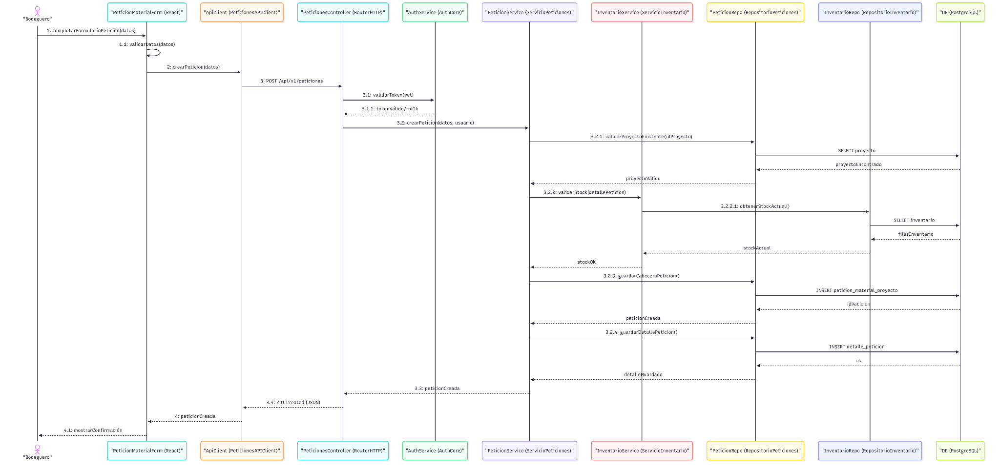 "Bodeguero"
"PeticionMaterialForm (React)"
"ApiClient (PeticionesAPIClient)"
"PeticionesController (RouterHTTP)"
"AuthService (AuthCore)"
"PeticionService (ServicioPeticiones)"
"InventarioService (ServicioInventario)"
"PeticionRepo (RepositorioPeticiones)"
"InventarioRepo (RepositorioInventario)"
"DB (PostgreSQL)"
1: completarFormularioPeticion(datos)
1.1: validarDatos(datos)
2: crearPeticion(datos)
3: POST /api/v1/peticiones
3.1: validarToken(jwt)
3.1.1: tokenVálido/rolOk
3.2: crearPeticion(datos, usuario)
3.2.1: validarProyectoExistente(idProyecto)
SELECT proyecto
proyectoEncontrado
proyectoVálido
3.2.2: validarStock(detallePeticion)
3.2.2.1: obtenerStockActual()
SELECT inventario
filasInventario
stockActual
stockOK
3.2.3: guardarCabeceraPeticion()
INSERT peticion_material_proyecto
idPeticion
peticionCreada
3.2.4: guardarDetallePeticion()
INSERT detalle_peticion
ok
detalleGuardado
3.3: peticionCreada
3.4: 201 Created (JSON)
4: peticionCreada
4.1: mostrarConfirmación
"Bodeguero"
"PeticionMaterialForm (React)"
"ApiClient (PeticionesAPIClient)"
"PeticionesController (RouterHTTP)"
"AuthService (AuthCore)"
"PeticionService (ServicioPeticiones)"
"InventarioService (ServicioInventario)"
"PeticionRepo (RepositorioPeticiones)"
"InventarioRepo (RepositorioInventario)"
"DB (PostgreSQL)"